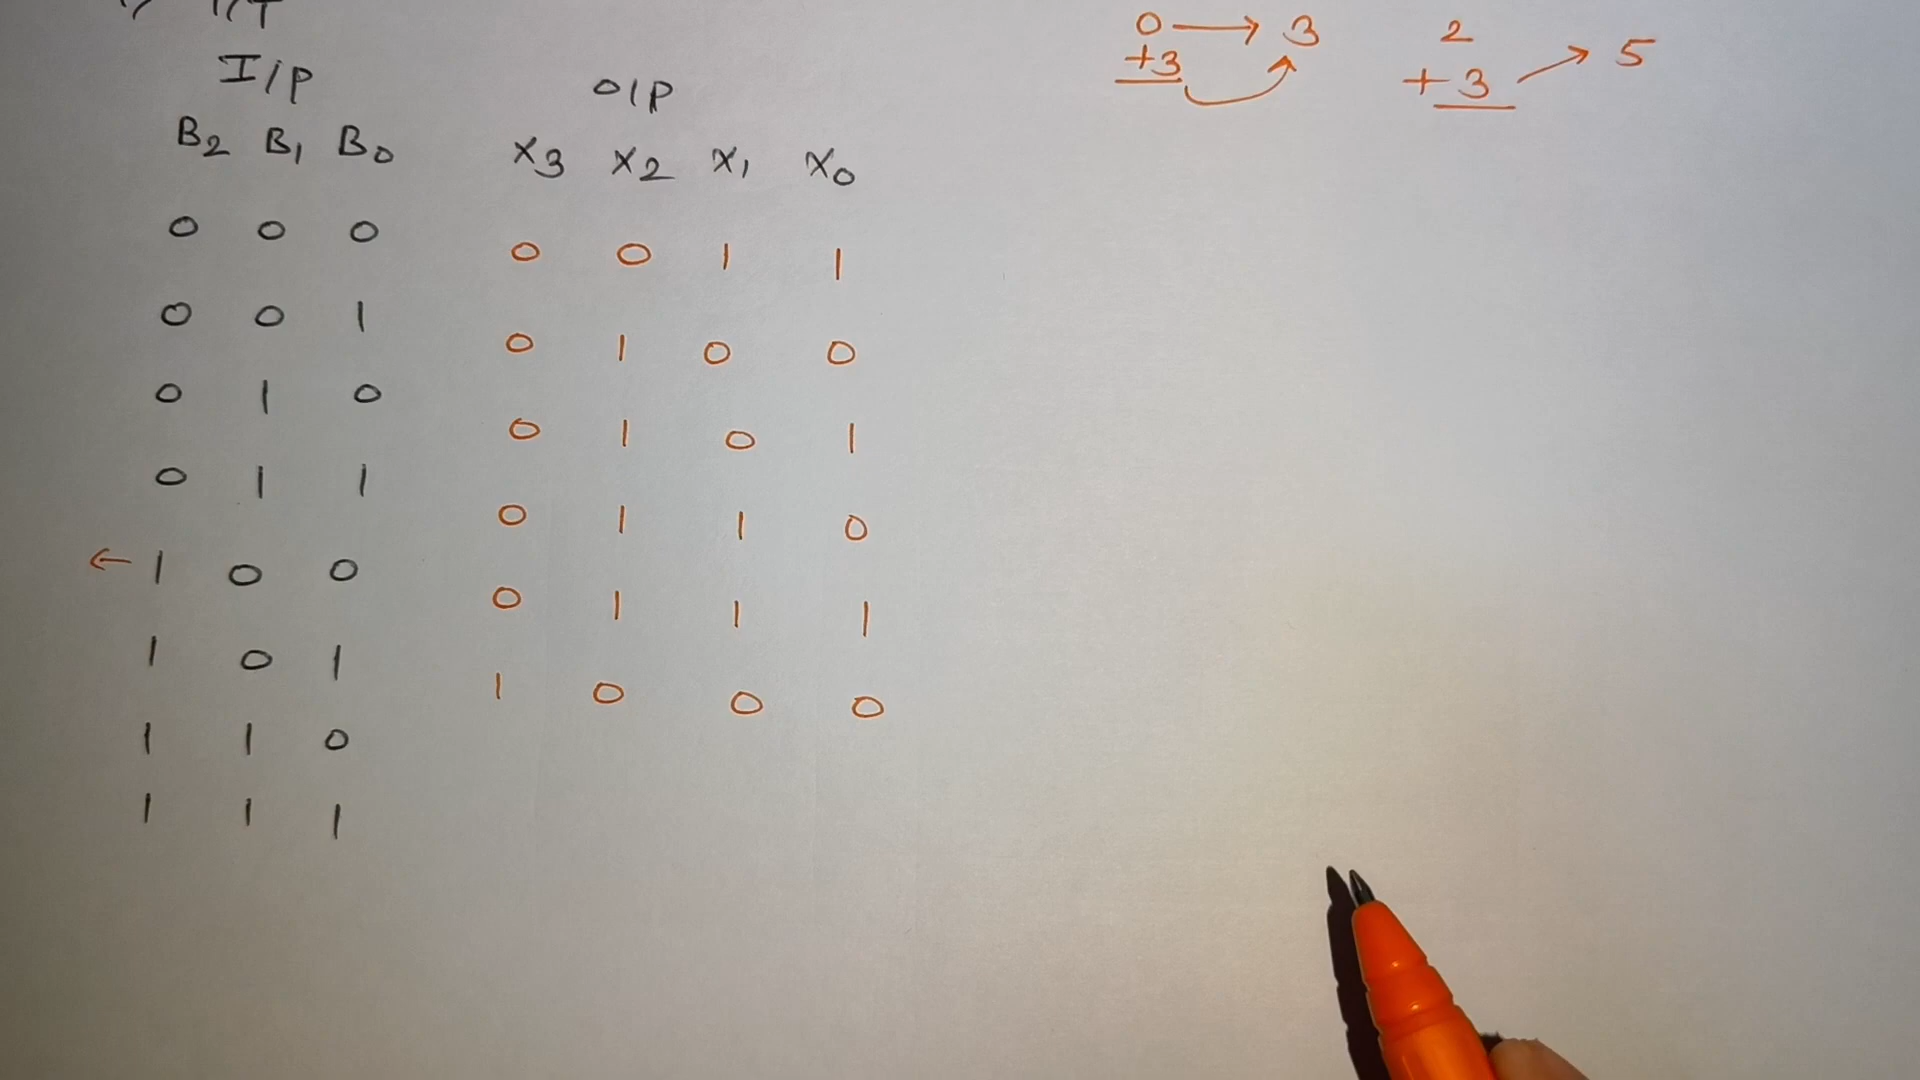 I/P O/P
B2 B1 B0 X3 X2 X1 X0
0 0 0 0 0 1 1
0 0 1 0 1 0 0
0 1 0 0 1 0 1
0 1 1 0 1 1 0
← 1 0 0 0 1 1 1
1 0 1 1 0 0 0
1 1 0
1 1 1
0 → 3
+3
2
+3 → 5